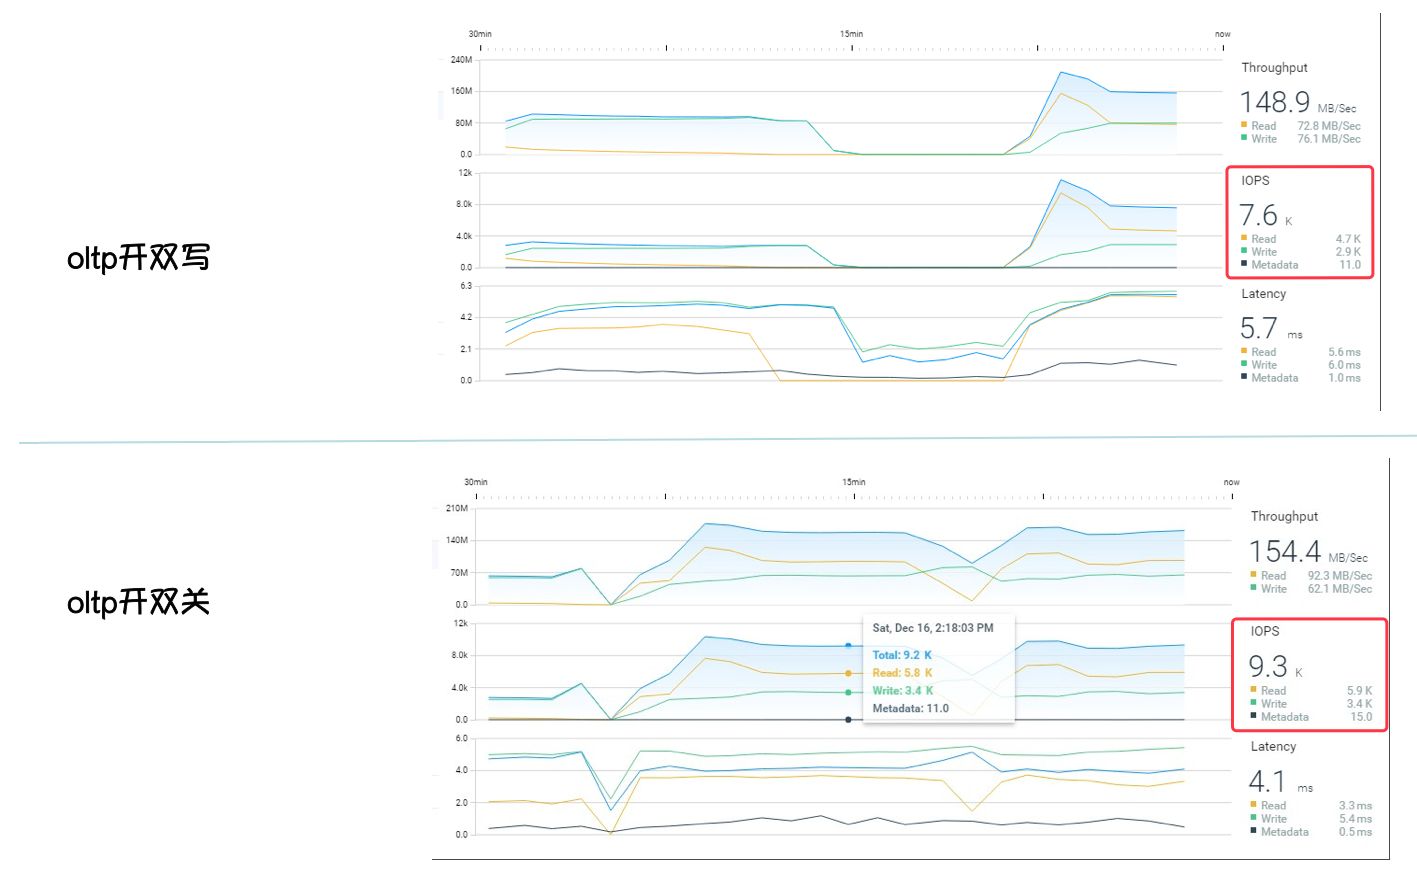 30min
15min
now
240M
160M
80M
0.0
Throughput
148.9 MB/Sec
Read 72.8 MB/Sec
Write 76.1 MB/Sec
12k
8.0k
4.0k
0.0
IOPS
7.6 K
Read 4.7 K
Write 2.9 K
Metadata 11.0
oltp开双写
6.3
4.2
2.1
0.0
Latency
5.7 ms
Read 5.6 ms
Write 6.0 ms
Metadata 1.0 ms
30min
15min
now
210M
140M
70M
0.0
Throughput
154.4 MB/Sec
Read 92.3 MB/Sec
Write 62.1 MB/Sec
oltp开双关
12k
8.0k
4.0k
0.0
Sat, Dec 16, 2:18:03 PM
Total: 9.2 K
Read: 5.8 K
Write: 3.4 K
Metadata: 11.0
IOPS
9.3 K
Read 5.9 K
Write 3.4 K
Metadata 15.0
6.0
4.0
2.0
0.0
Latency
4.1 ms
Read 3.3 ms
Write 5.4 ms
Metadata 0.5 ms